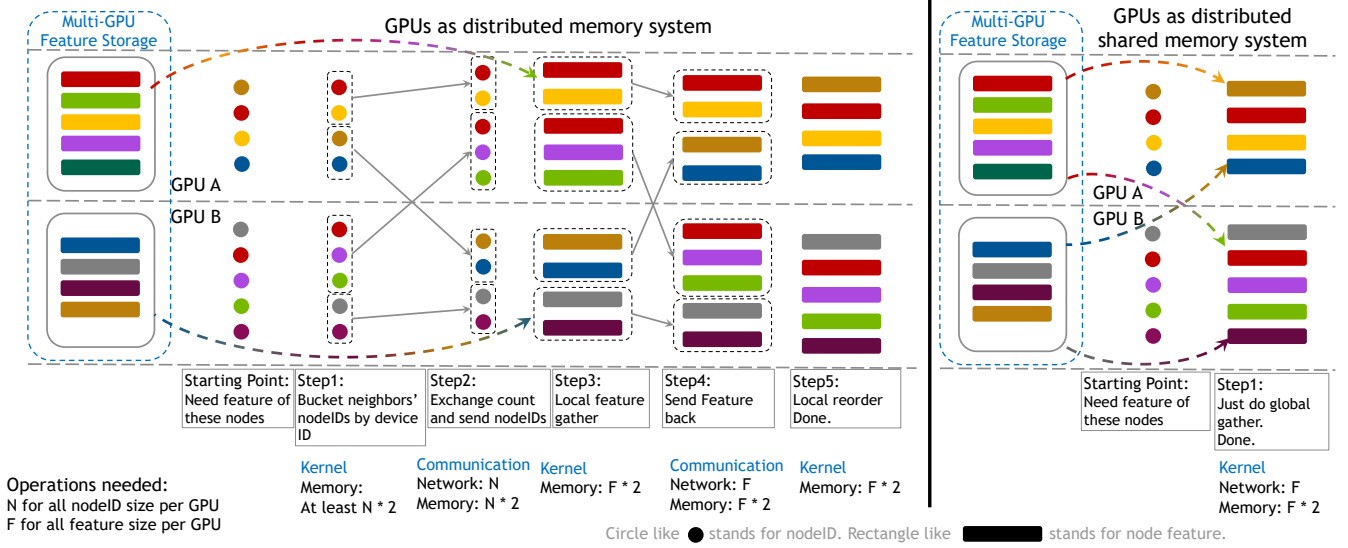 Multi-GPU
Feature Storage
GPUs as distributed memory system
GPU A
GPU B
Starting Point:
Need feature of
these nodes
Step1:
Bucket neighbors'
nodeIDs by device
ID
Step2:
Exchange count
and send nodeIDs
Step3:
Local feature
gather
Step4:
Send Feature
back
Step5:
Local reorder
Done.
Operations needed:
N for all nodeID size per GPU
F for all feature size per GPU
Kernel
Memory:
At least N * 2
Communication
Network: N
Memory: N * 2
Kernel
Memory: F * 2
Communication
Network: F
Memory: F * 2
Kernel
Memory: F * 2
Multi-GPU
Feature Storage
GPUs as distributed
shared memory system
GPU A
GPU B
Starting Point:
Need feature of
these nodes
Step1:
Just do global
gather.
Done.
Kernel
Network: F
Memory: F * 2
Circle like stands for nodeID. Rectangle like stands for node feature.